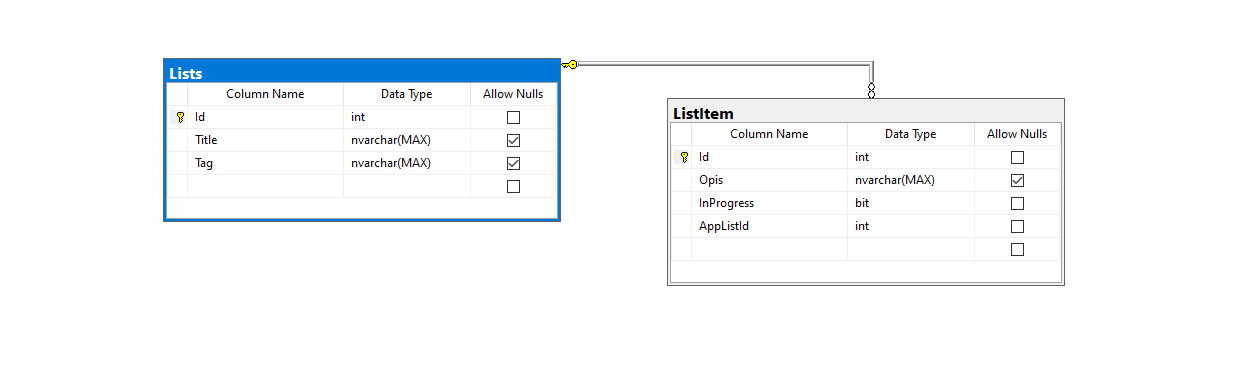 Lists
Column Name Data Type Allow Nulls
Id int
Title nvarchar(MAX)
Tag nvarchar(MAX)
ListItem
Column Name Data Type Allow Nulls
Id int
Opis nvarchar(MAX)
InProgress bit
AppListId int